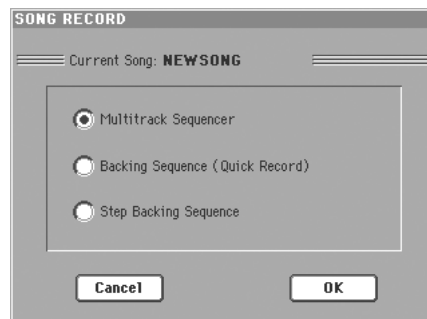 SONG RECORD
Current Song: NEWSONG
Multitrack Sequencer
Backing Sequence (Quick Record)
Step Backing Sequence
Cancel OK